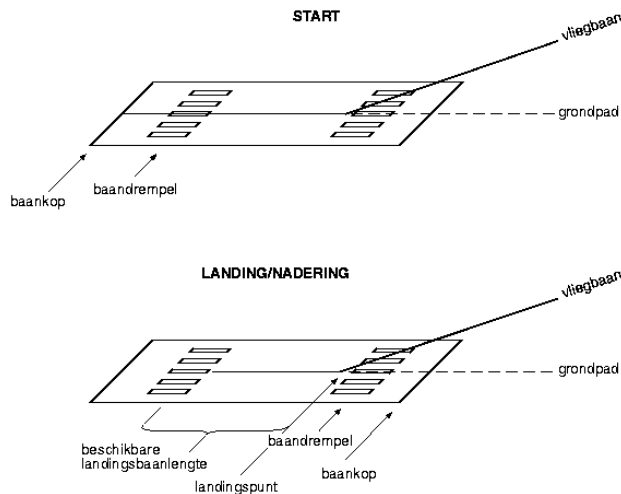 START
vliegbaan
grondpad
baandrempel
baankop
LANDING/NADERING
vliegbaan
grondpad
beschikbare
landingsbaanlengte
baandrempel
baankop
landingspunt